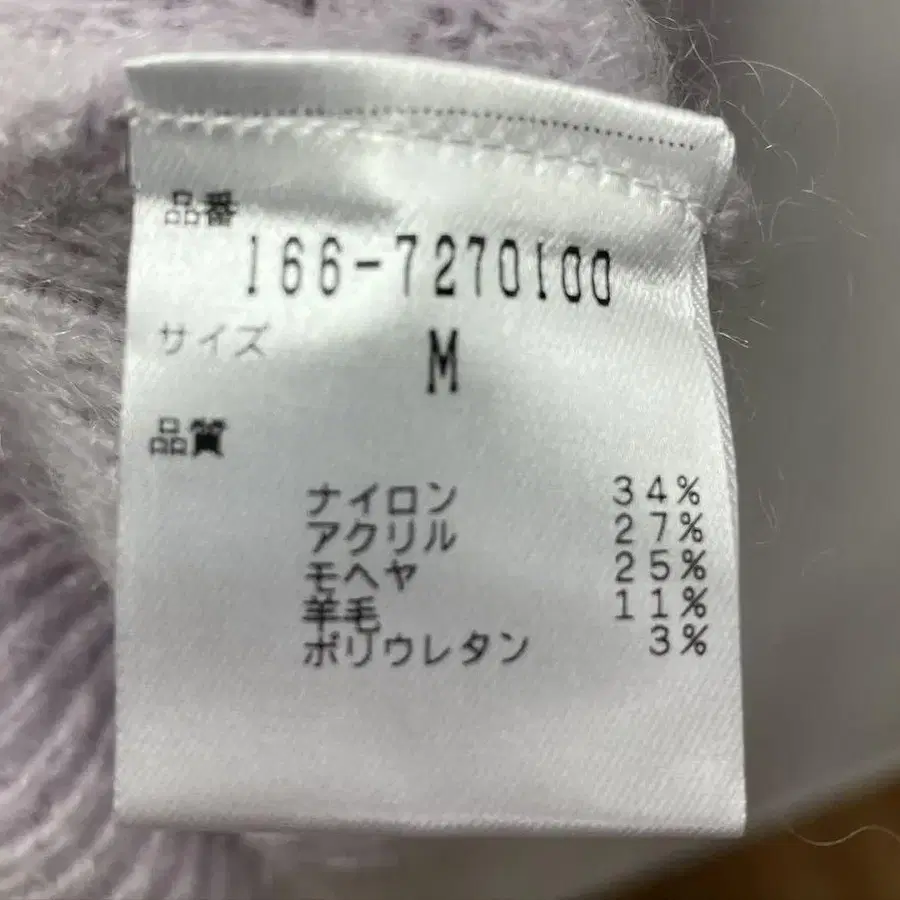 品番
166-7270100
サイズ M
品質
ナイロン 34%
アクリル 27%
モヘヤ 25%
羊毛 11%
ポリウレタン 3%